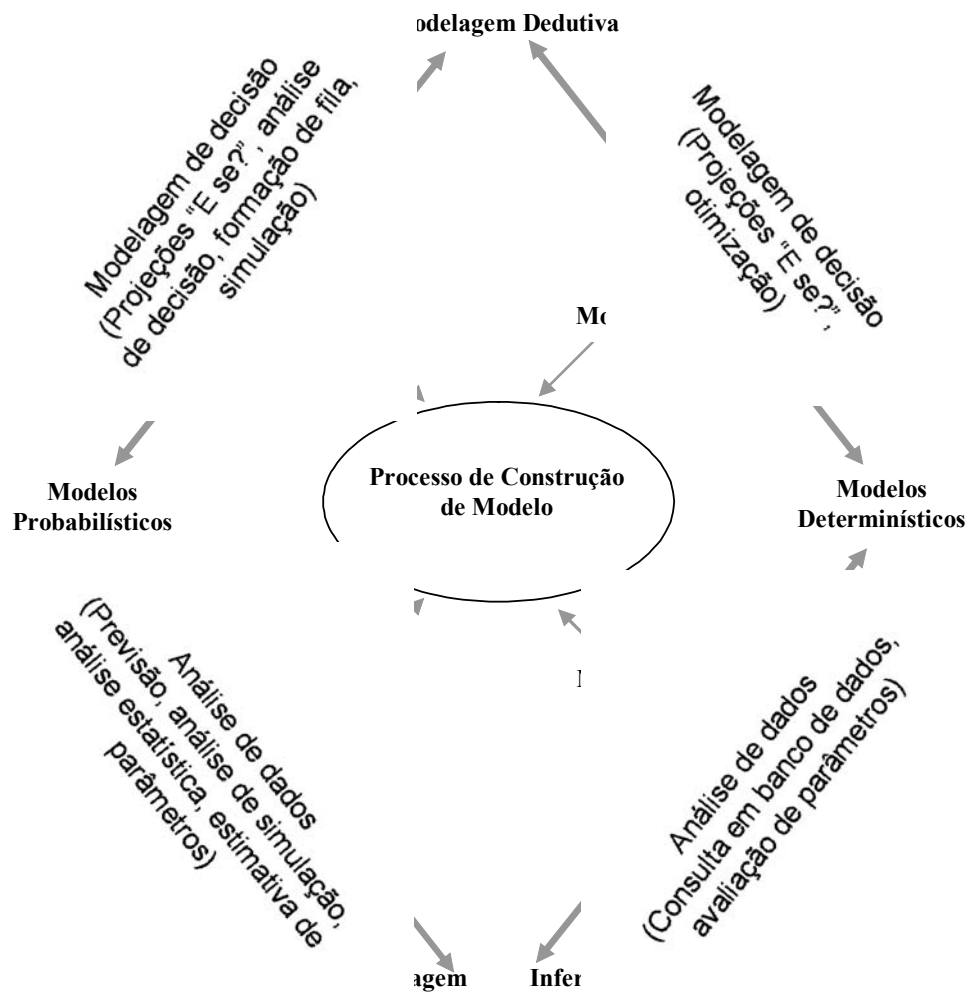 odelagem Dedutiva
Modelagem de decisão
(Projeções “E se?”, análise
de decisão, formação de fila,
simulação)
Modelagem de decisão
(Projeções “E se?”,
otimização)
Mo
Processo de Construção
de Modelo
Modelos
Probabilísticos
Modelos
Determinísticos
Análise de dados
(Previsão, análise de simulação,
análise estatística, estimativa de
parâmetros)
Análise de dados
(Consulta em banco de dados,
avaliação de parâmetros)
agem Infer